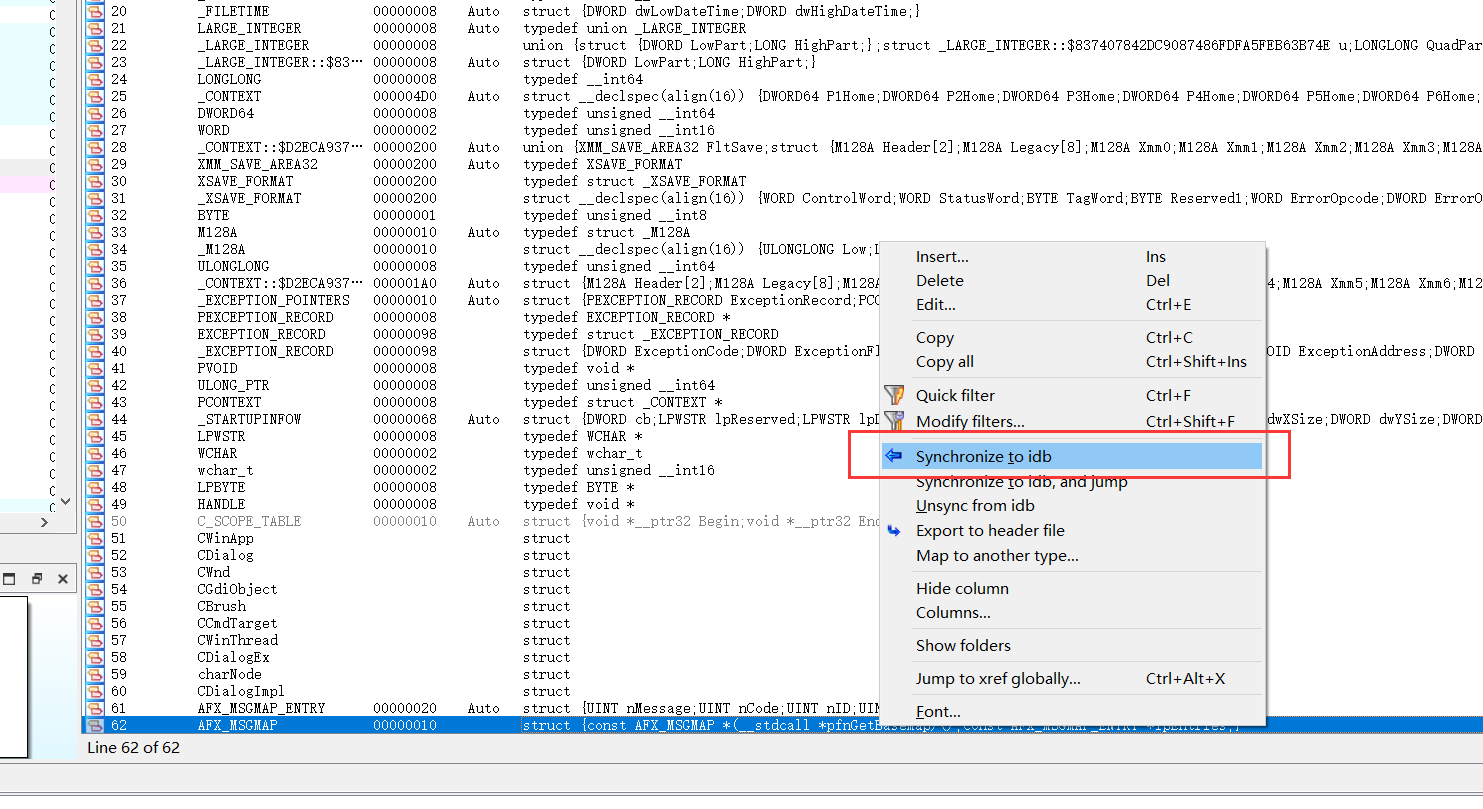 20 _FILETIME 00000008 Auto struct {DWORD dwLowDateTime;DWORD dwHighDateTime;}
21 LARGE_INTEGER 00000008 Auto typedef union _LARGE_INTEGER
22 _LARGE_INTEGER 00000008 union {struct {DWORD LowPart;LONG HighPart;};struct _LARGE_INTEGER::$837407842DC9087486FDFA5FEB63B74E u;LONGLONG QuadPar
23 _LARGE_INTEGER::$83··· 00000008 Auto struct {DWORD LowPart;LONG HighPart;}
24 LONGLONG 00000008 typedef __int64
25 _CONTEXT 000004D0 Auto struct __declspec(align(16)) {DWORD64 P1Home;DWORD64 P2Home;DWORD64 P3Home;DWORD64 P4Home;DWORD64 P5Home;DWORD64 P6Home;
26 DWORD64 00000008 typedef unsigned __int64
27 WORD 00000002 typedef unsigned __int16
28 _CONTEXT::$D2ECA937··· 00000200 Auto union {XMM_SAVE_AREA32 FltSave;struct {M128A Header[2];M128A Legacy[8];M128A Xmm0;M128A Xmm1;M128A Xmm2;M128A Xmm3;M128A
29 XMM_SAVE_AREA32 00000200 Auto typedef XSAVE_FORMAT
30 XSAVE_FORMAT 00000200 typedef struct _XSAVE_FORMAT
31 _XSAVE_FORMAT 00000200 struct __declspec(align(16)) {WORD ControlWord;WORD StatusWord;BYTE TagWord;BYTE Reserved1;WORD ErrorOpcode;DWORD ErrorO
32 BYTE 00000001 typedef unsigned __int8
33 M128A 00000010 Auto typedef struct _M128A
34 _M128A 00000010 struct __declspec(align(16)) {ULONGLONG Low;
35 ULONGLONG 00000008 typedef unsigned __int64
36 _CONTEXT::$D2ECA937··· 000001A0 Auto struct {M128A Header[2];M128A Legacy[8];M128A 4;M128A Xmm5;M128A Xmm6;M12
37 _EXCEPTION_POINTERS 00000010 Auto struct {PEXCEPTION_RECORD ExceptionRecord;PCO
38 PEXCEPTION_RECORD 00000008 typedef EXCEPTION_RECORD *
39 EXCEPTION_RECORD 00000098 typedef struct _EXCEPTION_RECORD
40 _EXCEPTION_RECORD 00000098 struct {DWORD ExceptionCode;DWORD ExceptionFl OID ExceptionAddress;DWORD
41 PVOID 00000008 typedef void *
42 ULONG_PTR 00000008 typedef unsigned __int64
43 PCONTEXT 00000008 typedef struct _CONTEXT *
44 _STARTUPINFOW 00000068 Auto struct {DWORD cb;LPWSTR lpReserved;LPWSTR lpD dwXSize;DWORD dwYSize;DWORD
45 LPWSTR 00000008 typedef WCHAR *
46 WCHAR 00000002 typedef wchar_t
47 wchar_t 00000002 typedef unsigned __int16
48 LPBYTE 00000008 typedef BYTE *
49 HANDLE 00000008 typedef void *
50 C_SCOPE_TABLE 00000010 Auto struct {void *__ptr32 Begin;void *__ptr32 End
51 CWinApp struct
52 CDialog struct
53 CWnd struct
54 CGdiObject struct
55 CBrush struct
56 CCmdTarget struct
57 CWinThread struct
58 CDialogEx struct
59 charNode struct
60 CDialogImpl struct
61 AFX_MSGMAP_ENTRY 00000020 Auto struct {UINT nMessage;UINT nCode;UINT nID;UIN
62 AFX_MSGMAP 00000010 struct {const AFX_MSGMAP *(__stdcall *pfnGetBaseMap)();const AFX_MSGMAP_ENTRY *lpEntries;}
Line 62 of 62
Insert... Ins
Delete Del
Edit... Ctrl+E
Copy Ctrl+C
Copy all Ctrl+Shift+Ins
Quick filter Ctrl+F
Modify filters... Ctrl+Shift+F
Synchronize to idb
Synchronize to idb, and jump
Unsync from idb
Export to header file
Map to another type...
Hide column
Columns...
Show folders
Jump to xref globally... Ctrl+Alt+X
Font...